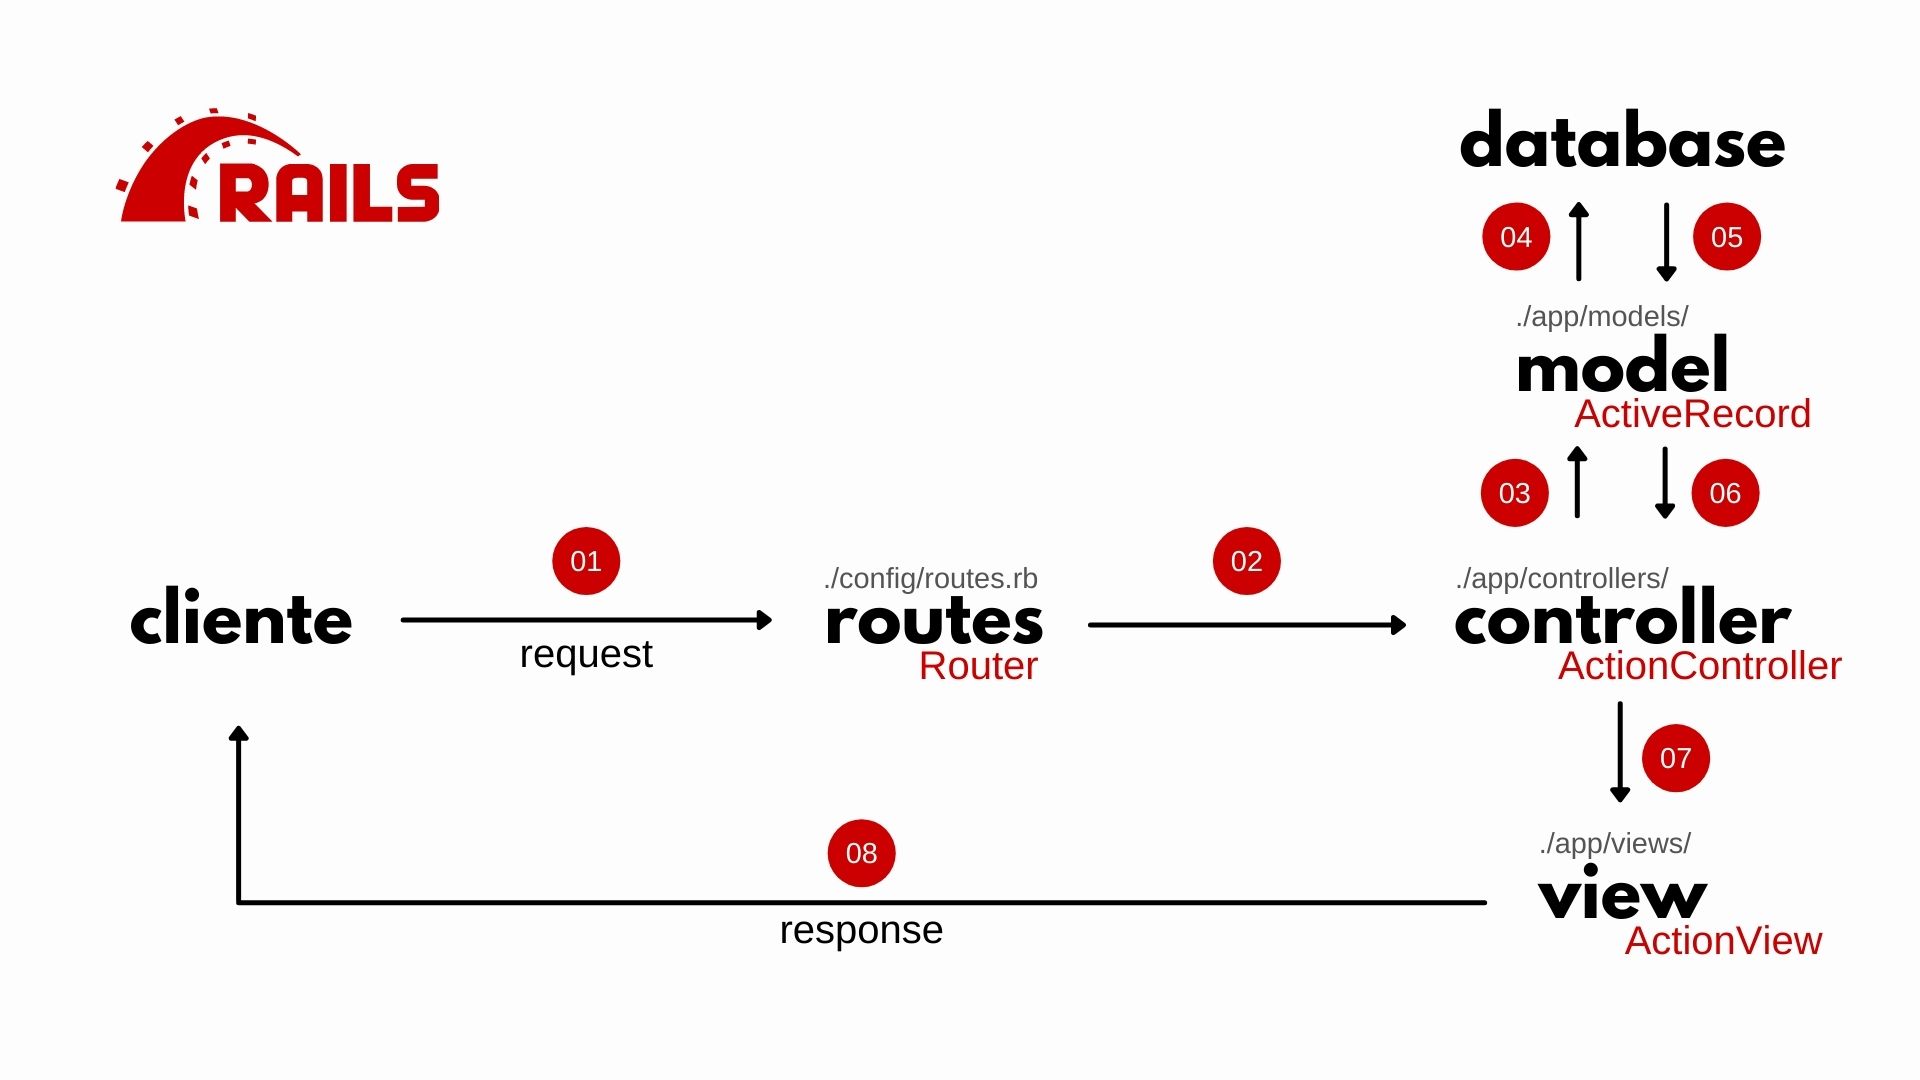 RAILS
database
04
05
./app/models/
model
ActiveRecord
03
06
01
02
./config/routes.rb
./app/controllers/
cliente
routes
controller
request
Router
ActionController
07
08
./app/views/
view
response
ActionView